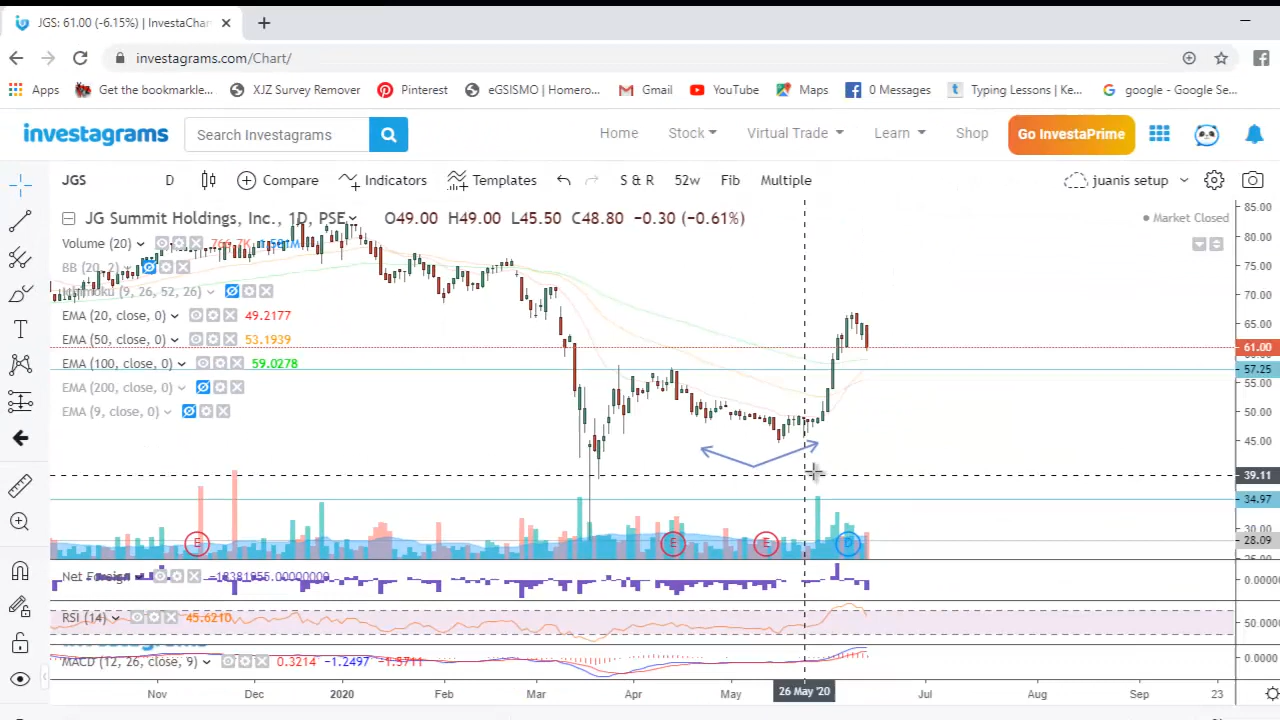 JGS: 61.00 (-6.15%) | InvestaChar
investagrams.com/Chart/
Apps Get the bookmarkle... XJZ Survey Remover Pinterest eGSISMO | Homero... Gmail YouTube Maps 0 Messages Typing Lessons | Ke... google - Google Se...
investagrams Search Investagrams Home Stock Virtual Trade Learn Shop Go InvestaPrime
JGS D Compare Indicators Templates S & R 52w Fib Multiple juanis setup
JG Summit Holdings, Inc., 1D, PSE O49.00 H49.00 L45.50 C48.80 −0.30 (−0.61%) Market Closed
Volume (20) 766.7K
BB (20, 2)
(9, 26, 52, 26)
EMA (20, close, 0) 49.2177
EMA (50, close, 0) 53.1939
EMA (100, close, 0) 59.0278
EMA (200, close, 0)
EMA (9, close, 0)
85.00
80.00
75.00
70.00
65.00
61.00
57.25
55.00
50.00
45.00
39.11
34.97
30.00
28.09
E E E D
Net Foreign 0.0000
RSI (14) 45.6210 50.0000
investagrams
MACD (12, 26, close, 9) 0.3214 −1.2497 −1.5711 0.0000
Nov Dec 2020 Feb Mar Apr May 26 May '20 Jul Aug Sep 23